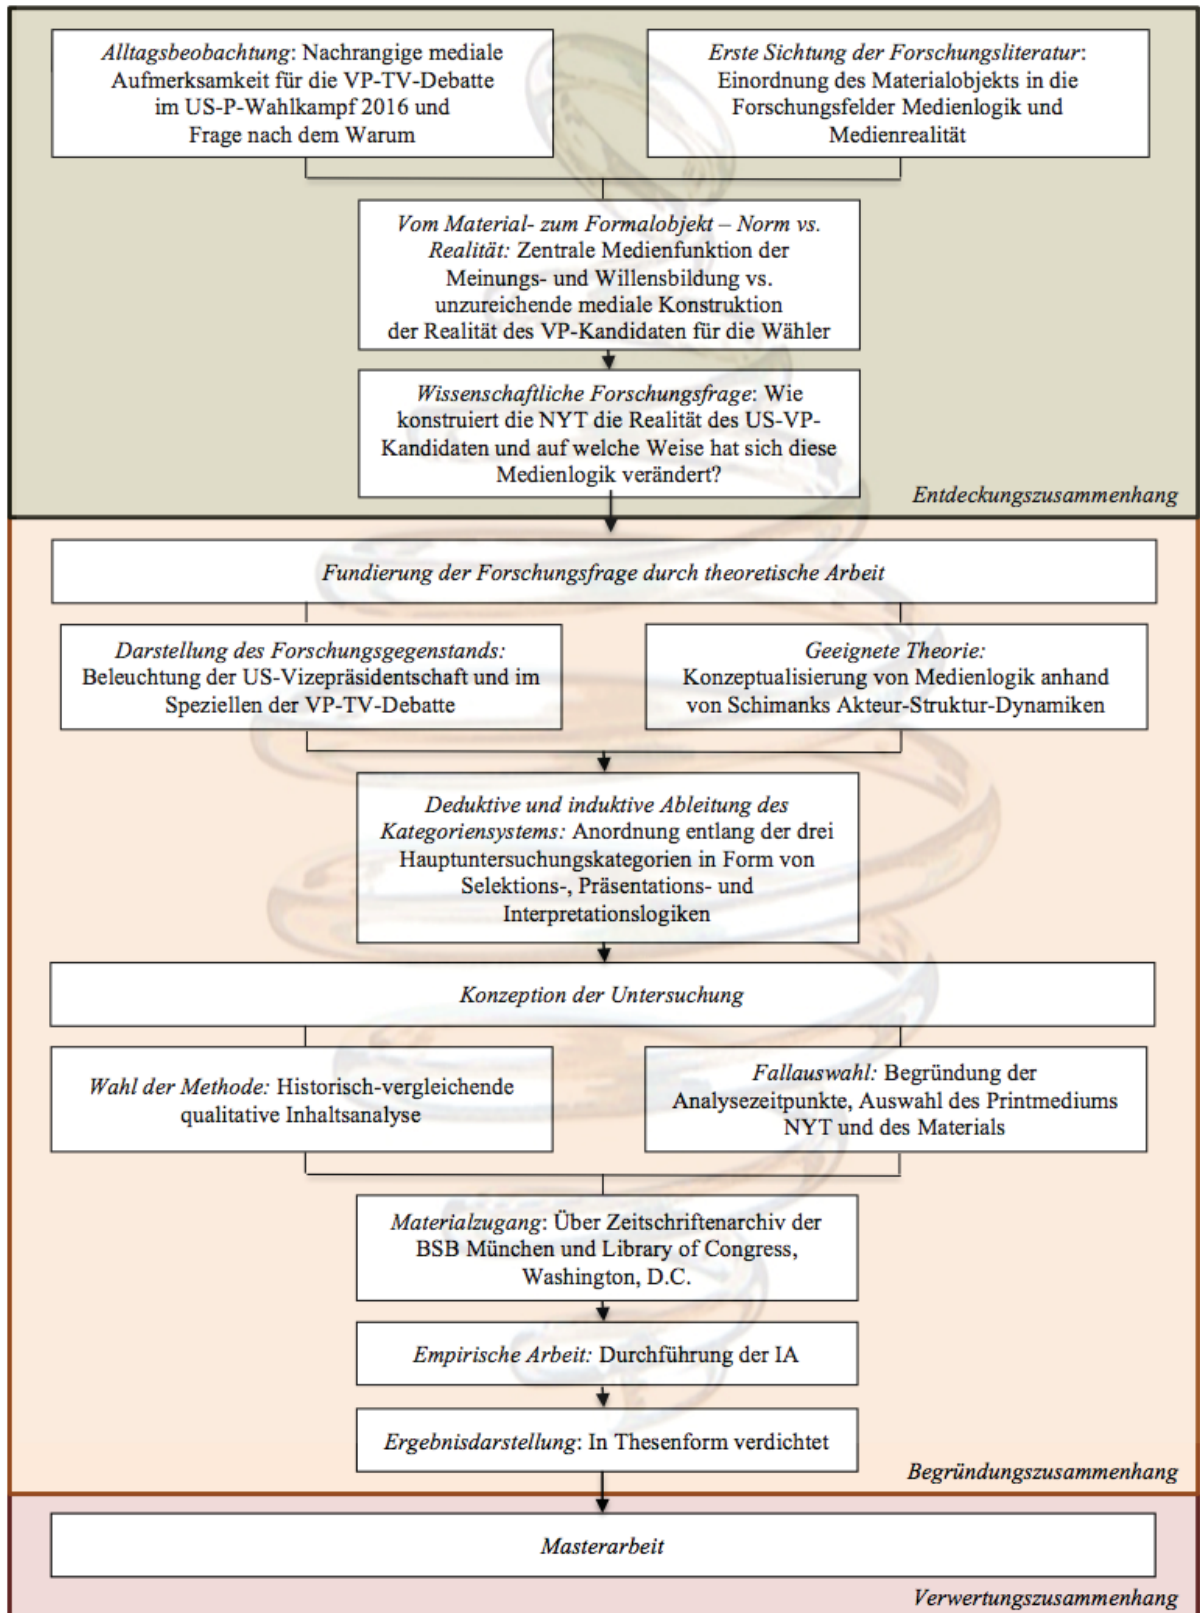 Alltagsbeobachtung: Nachrangige mediale
Aufmerksamkeit für die VP-TV-Debatte
im US-P-Wahlkampf 2016 und
Frage nach dem Warum
Erste Sichtung der Forschungsliteratur:
Einordnung des Materialobjekts in die
Forschungsfelder Medienlogik und
Medienrealität
Vom Material- zum Formalobjekt – Norm vs.
Realität: Zentrale Medienfunktion der
Meinungs- und Willensbildung vs.
unzureichende mediale Konstruktion
der Realität des VP-Kandidaten für die Wähler
Wissenschaftliche Forschungsfrage: Wie
konstruiert die NYT die Realität des US-VP-
Kandidaten und auf welche Weise hat sich diese
Medienlogik verändert?
Entdeckungszusammenhang
Fundierung der Forschungsfrage durch theoretische Arbeit
Darstellung des Forschungsgegenstands:
Beleuchtung der US-Vizepräsidentschaft und im
Speziellen der VP-TV-Debatte
Geeignete Theorie:
Konzeptualisierung von Medienlogik anhand
von Schimanks Akteur-Struktur-Dynamiken
Deduktive und induktive Ableitung des
Kategoriensystems: Anordnung entlang der drei
Hauptuntersuchungskategorien in Form von
Selektions-, Präsentations- und
Interpretationslogiken
Konzeption der Untersuchung
Wahl der Methode: Historisch-vergleichende
qualitative Inhaltsanalyse
Fallauswahl: Begründung der
Analysezeitpunkte, Auswahl des Printmediums
NYT und des Materials
Materialzugang: Über Zeitschriftenarchiv der
BSB München und Library of Congress,
Washington, D.C.
Empirische Arbeit: Durchführung der IA
Ergebnisdarstellung: In Thesenform verdichtet
Begründungszusammenhang
Masterarbeit
Verwertungszusammenhang